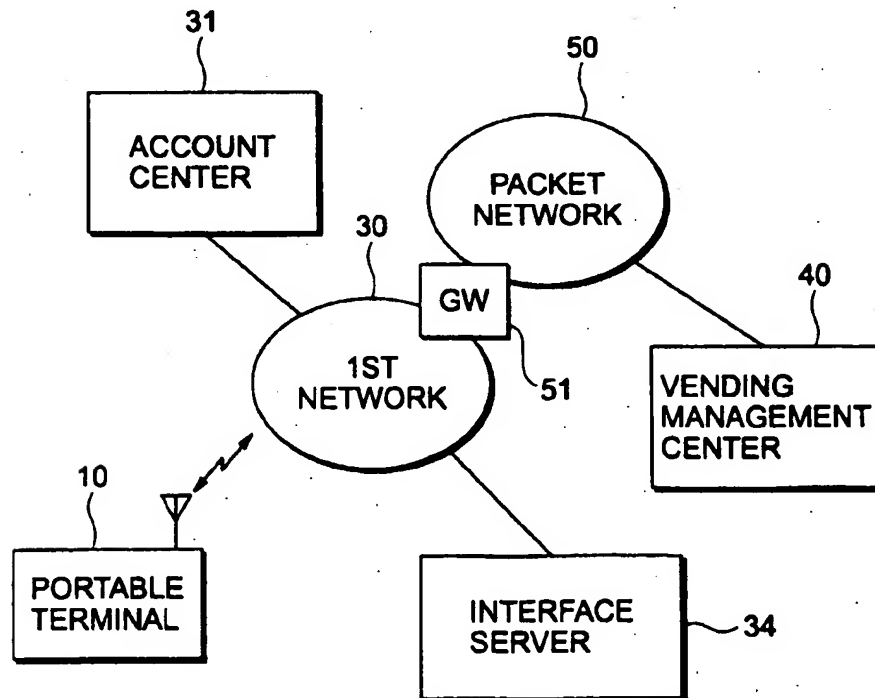 31
ACCOUNT
CENTER
50
PACKET
NETWORK
30
GW
51
40
1ST
NETWORK
VENDING
MANAGEMENT
CENTER
10
PORTABLE
TERMINAL
INTERFACE
SERVER
34